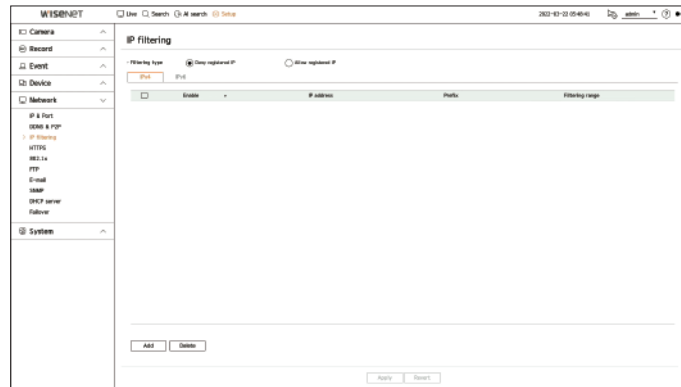 WISENET
Live Search AI search Setup 2022-03-22 05:48:41 admin
Camera
Record
Event
Device
Network
IP & Port
DDNS & P2P
IP filtering
HTTPS
802.1x
FTP
E-mail
SNMP
DHCP server
Failover
System
IP filtering
Filtering type Deny registered IP Allow registered IP
IPv4 IPv6
Enable IP address Prefix Filtering range
Add Delete
Apply Revert